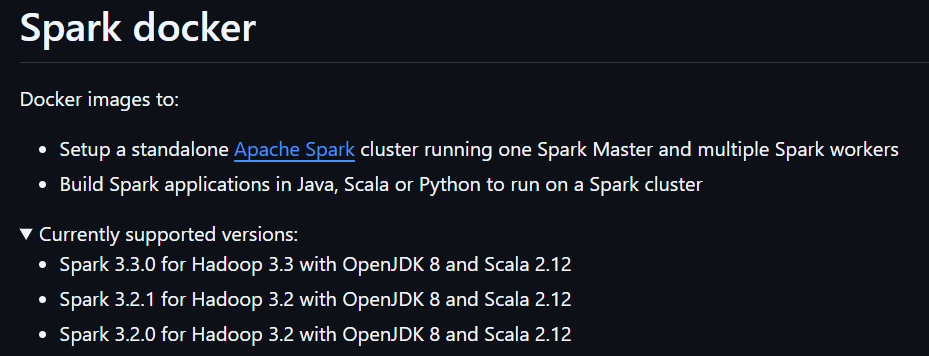 Spark docker
Docker images to:
Setup a standalone Apache Spark cluster running one Spark Master and multiple Spark workers
Build Spark applications in Java, Scala or Python to run on a Spark cluster
Currently supported versions:
Spark 3.3.0 for Hadoop 3.3 with OpenJDK 8 and Scala 2.12
Spark 3.2.1 for Hadoop 3.2 with OpenJDK 8 and Scala 2.12
Spark 3.2.0 for Hadoop 3.2 with OpenJDK 8 and Scala 2.12